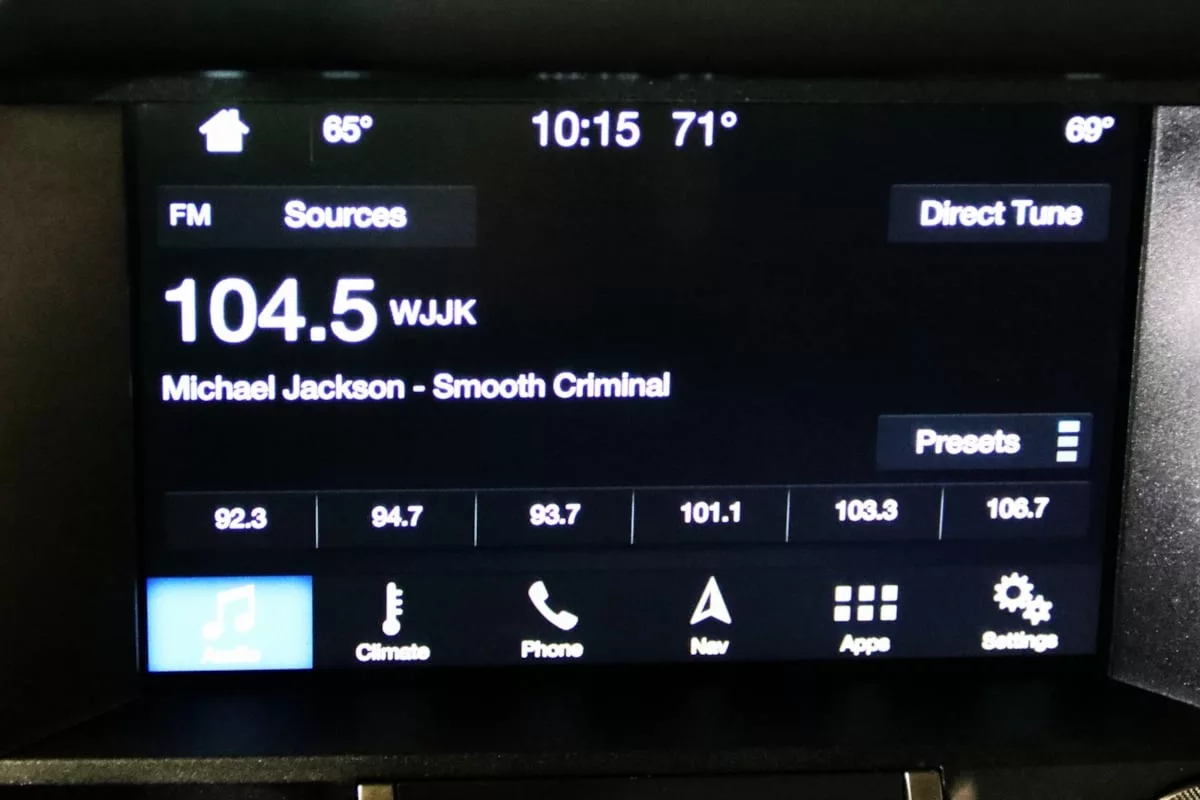 65° 10:15 71° 69°
FM Sources Direct Tune
104.5 WJJK
Michael Jackson - Smooth Criminal
Presets
92.3 94.7 93.7 101.1 103.3 106.7
Audio Climate Phone Nav Apps Settings